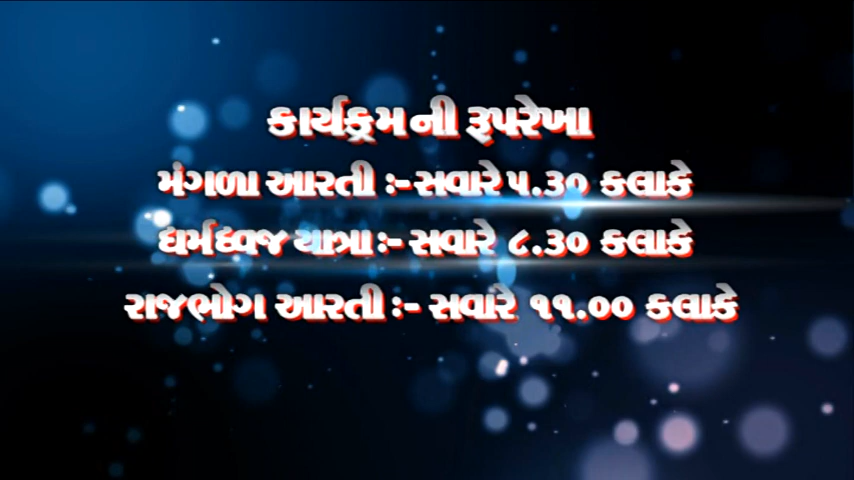 કાર્યક્રમ ની રૂપરેખા
મંગળા આરતી :- સવારે ૫.૩૦ કલાકે
ધર્મધ્વજ યાત્રા :- સવારે ૮.૩૦ કલાકે
રાજભોગ આરતી :- સવારે ૧૧.૦૦ કલાકે